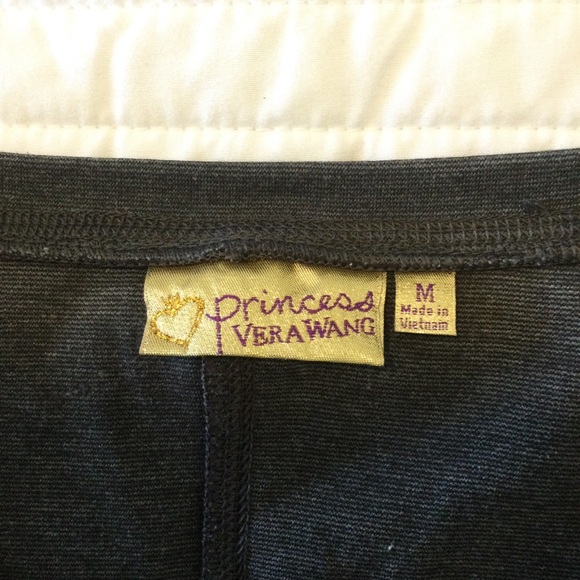 princess
VERA WANG
M
Made in
Vietnam